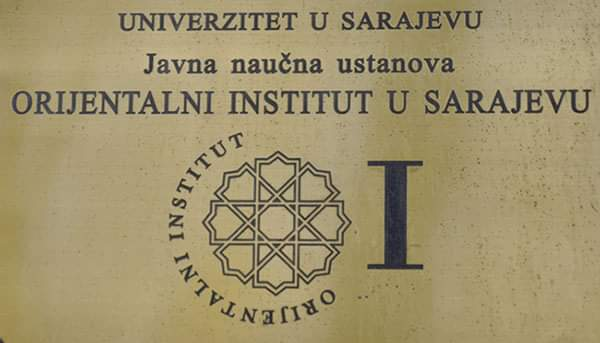 UNIVERZITET U SARAJEVU
Javna naučna ustanova
ORIJENTALNI INSTITUT U SARAJEVU
ORIJENTALNI INSTITUT
I